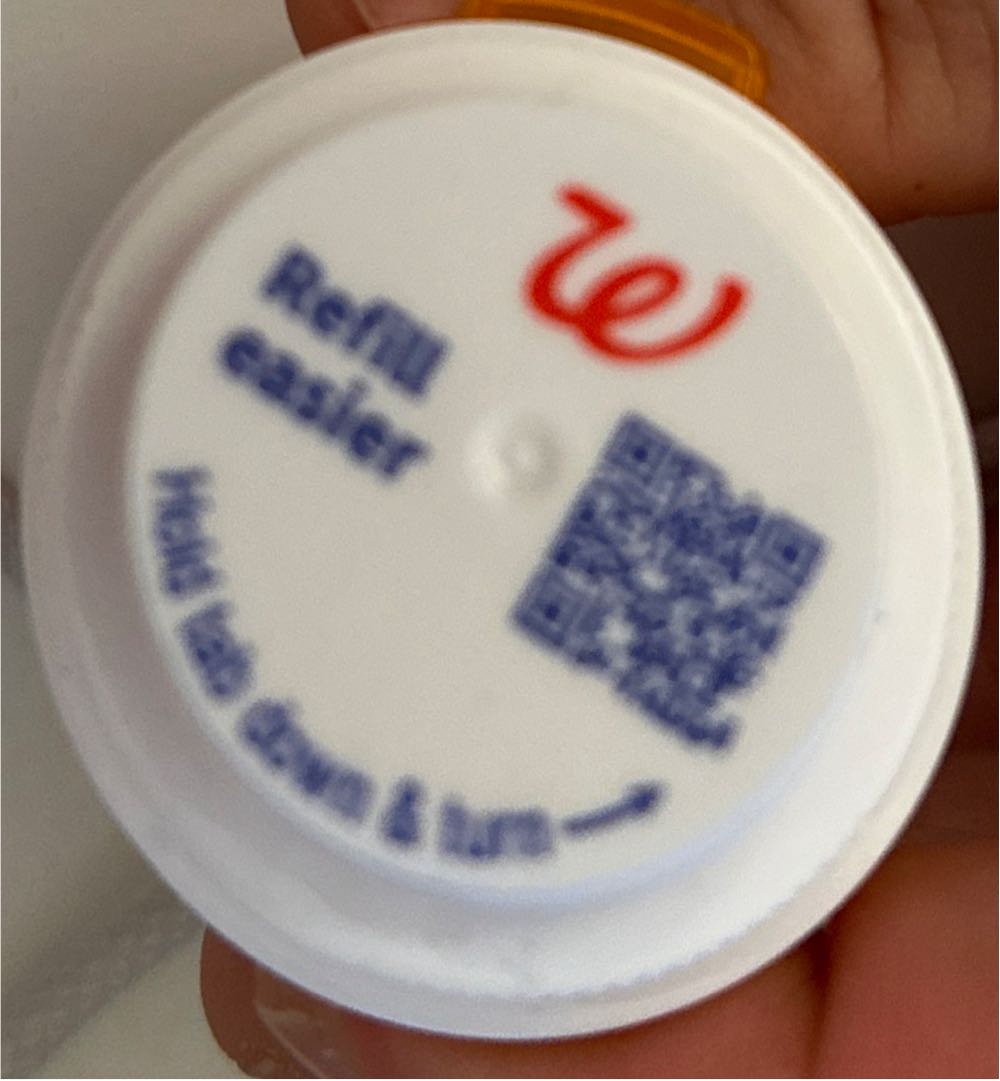 W
Refill
easier
Hold tab down & turn